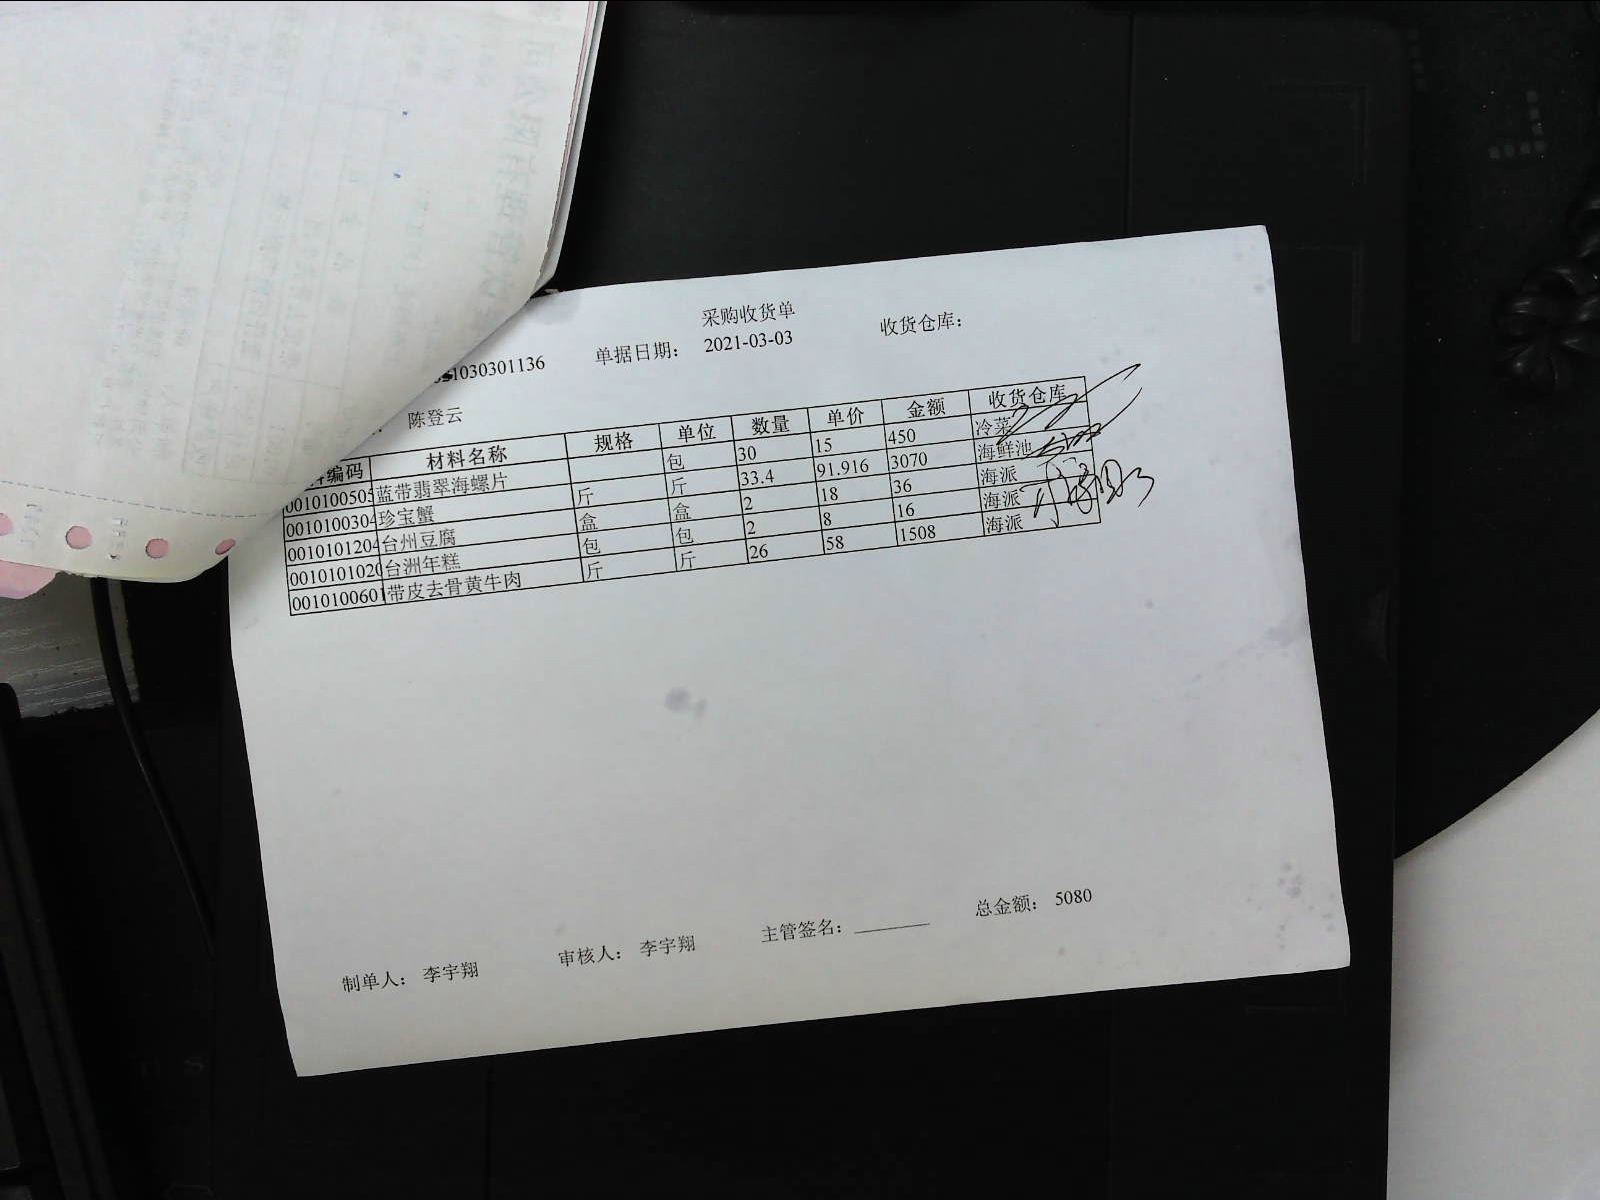 采购收货单
1030301136 单据日期： 2021-03-03 收货仓库：
陈登云
编码 材料名称 规格 单位 数量 单价 金额 收货仓库
0010100505 蓝带翡翠海螺片 包 30 15 450 冷菜
0010100304 珍宝蟹 斤 斤 33.4 91.916 3070 海鲜池
0010101204 台州豆腐 盒 盒 2 18 36 海派
0010101020 台洲年糕 包 包 2 8 16 海派
0010100601 带皮去骨黄牛肉 斤 斤 26 58 1508 海派
制单人： 李宇翔 审核人： 李宇翔 主管签名： 总金额： 5080